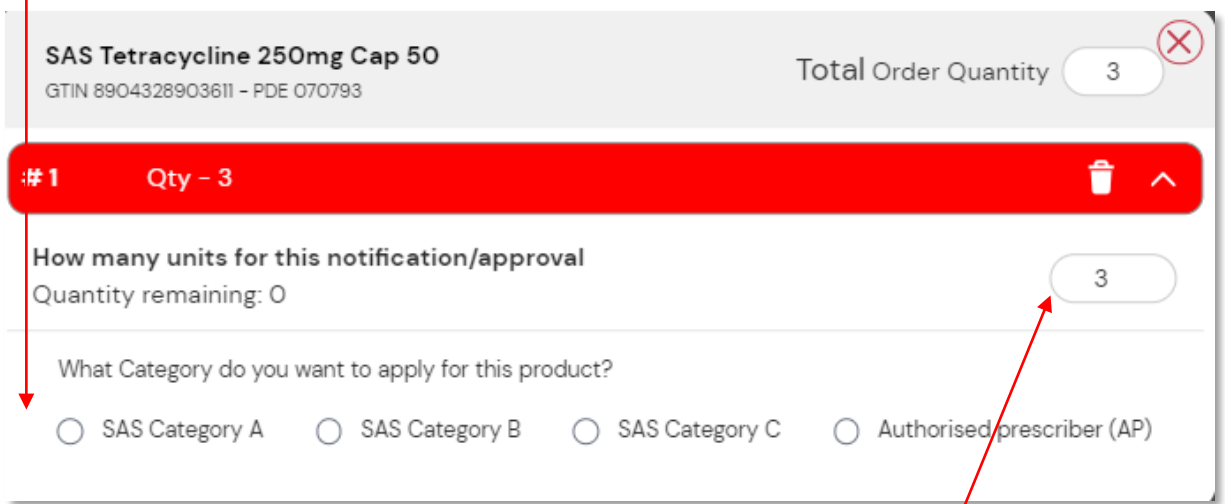 SAS Tetracycline 250mg Cap 50
GTIN 8904328903611 - PDE 070793
Total Order Quantity 3
#1 Qty - 3
How many units for this notification/approval
Quantity remaining: 0
3
What Category do you want to apply for this product?
SAS Category A SAS Category B SAS Category C Authorised prescriber (AP)